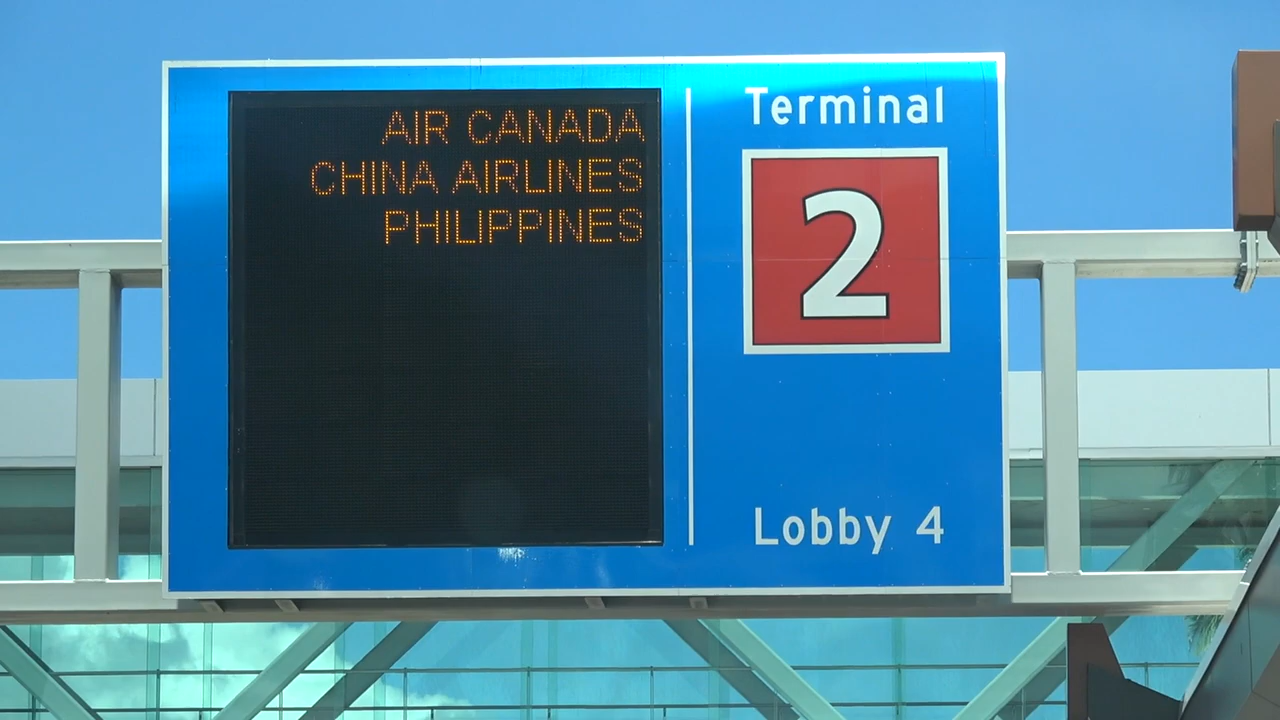 AIR CANADA
CHINA AIRLINES
PHILIPPINES
Terminal
2
Lobby 4